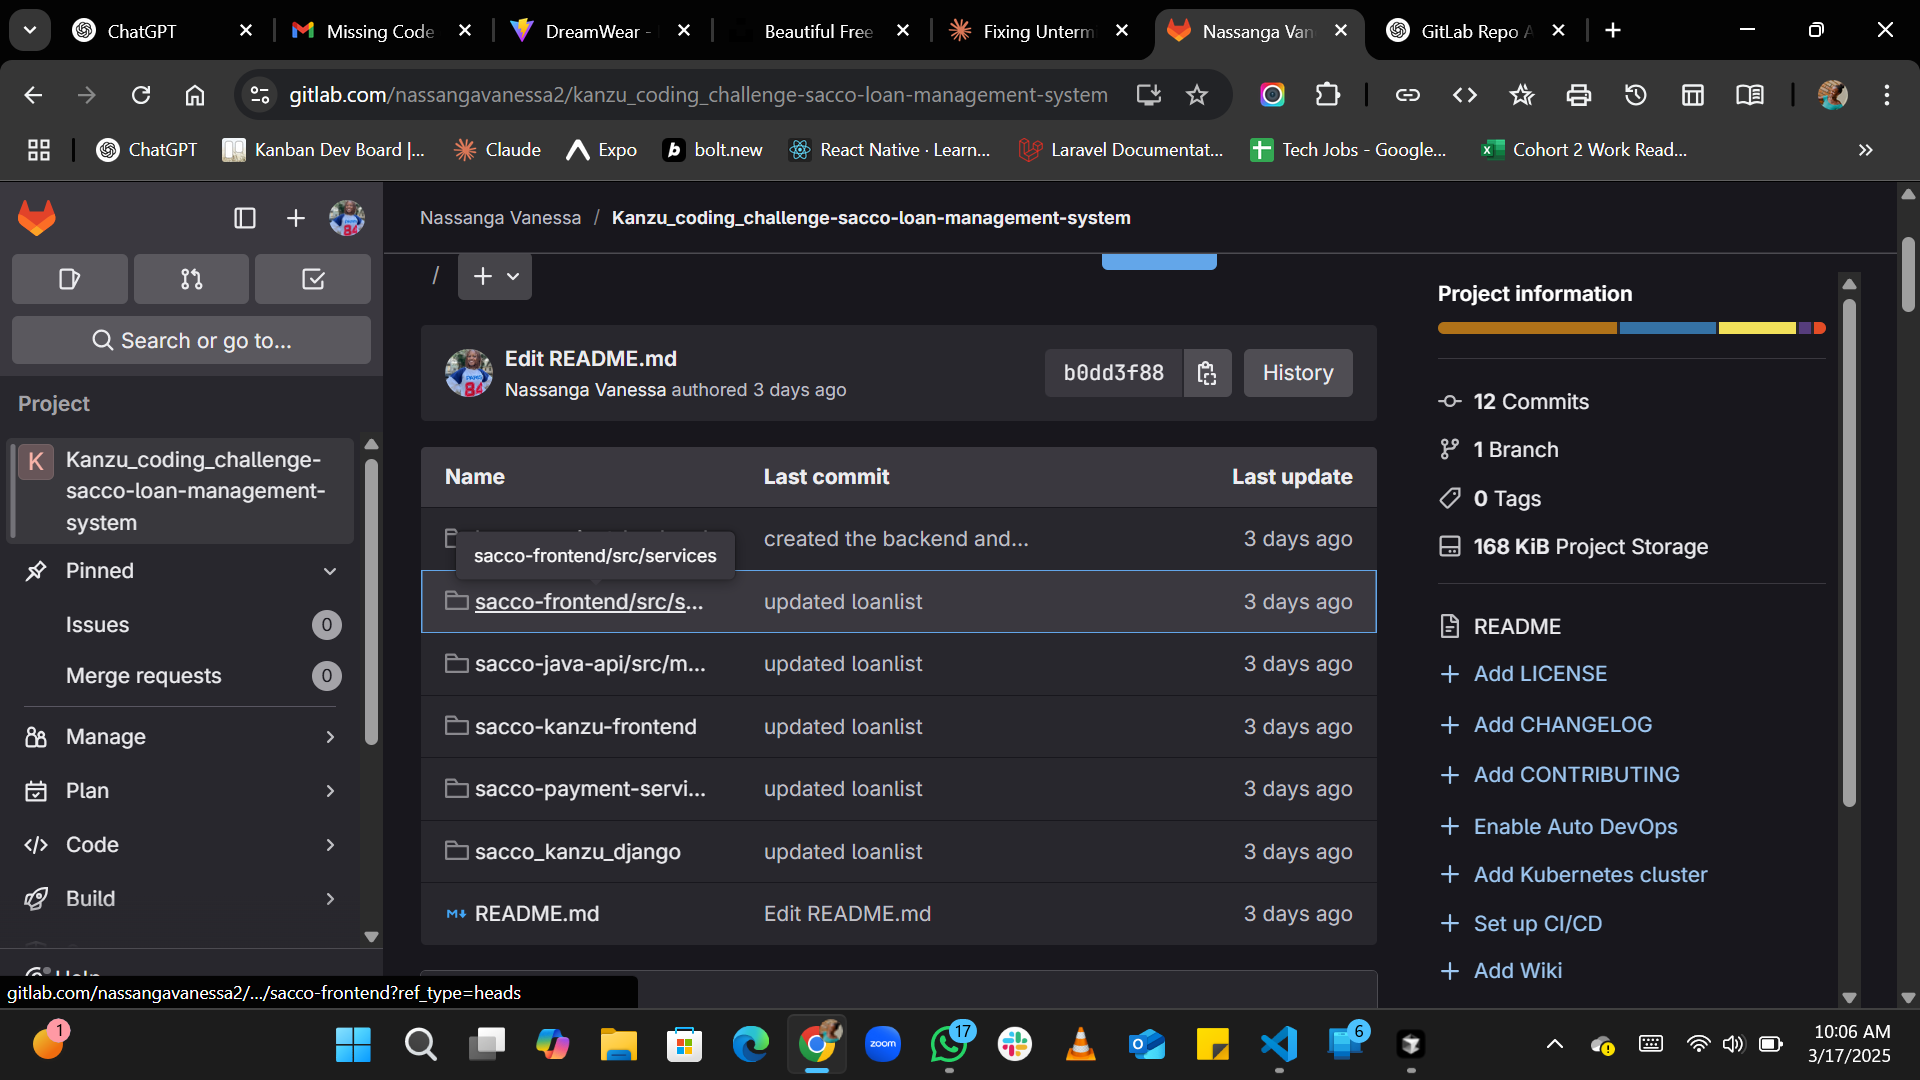 ChatGPT
Missing Code
DreamWear -
Beautiful Free
Fixing Unterm
Nassanga Van
GitLab Repo A
gitlab.com/nassangavanessa2/kanzu_coding_challenge-sacco-loan-management-system
ChatGPT
Kanban Dev Board |...
Claude
Expo
bolt.new
React Native · Learn...
Laravel Documentat...
Tech Jobs - Google...
Cohort 2 Work Read...
Nassanga Vanessa / Kanzu_coding_challenge-sacco-loan-management-system
/
Search or go to...
Project
K
Kanzu_coding_challenge-
sacco-loan-management-
system
Pinned
Issues 0
Merge requests 0
Manage
Plan
Code
Build
Edit README.md
Nassanga Vanessa authored 3 days ago
b0dd3f88
History
Name Last commit Last update
created the backend and... 3 days ago
sacco-frontend/src/services
sacco-frontend/src/s... updated loanlist 3 days ago
sacco-java-api/src/m... updated loanlist 3 days ago
sacco-kanzu-frontend updated loanlist 3 days ago
sacco-payment-servi... updated loanlist 3 days ago
sacco_kanzu_django updated loanlist 3 days ago
README.md Edit README.md 3 days ago
Project information
12 Commits
1 Branch
0 Tags
168 KiB Project Storage
README
Add LICENSE
Add CHANGELOG
Add CONTRIBUTING
Enable Auto DevOps
Add Kubernetes cluster
Set up CI/CD
Add Wiki
Help
gitlab.com/nassangavanessa2/.../sacco-frontend?ref_type=heads
1
zoom
17
6
10:06 AM
3/17/2025